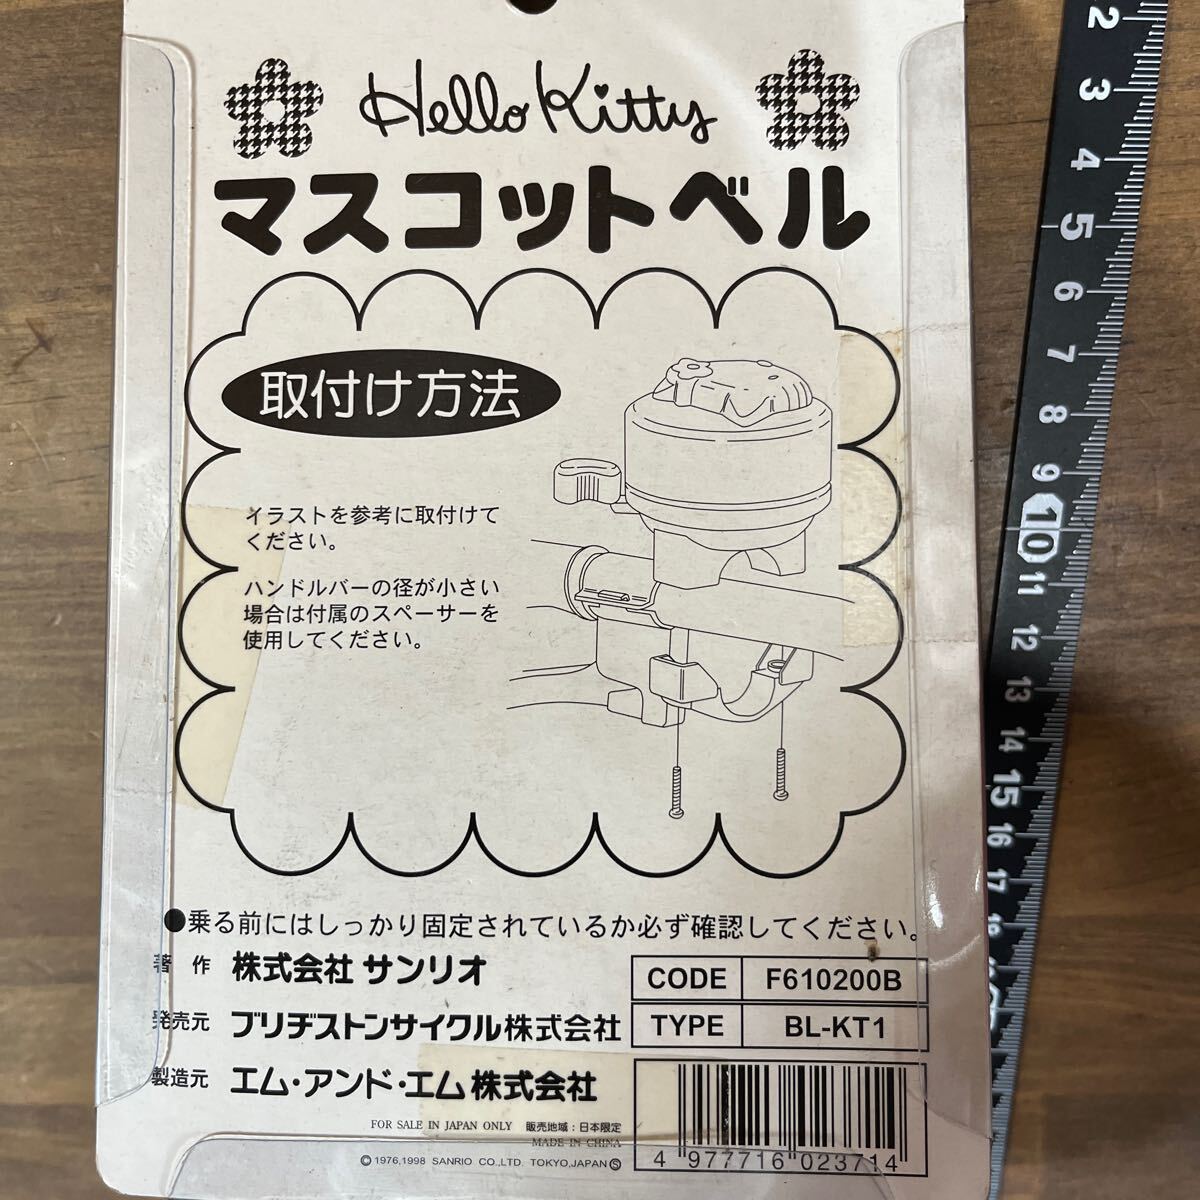 Hello Kitty
マスコットベル
取付け方法
イラストを参考に取付けて
ください。
ハンドルバーの径が小さい
場合は付属のスペーサーを
使用してください。
●乗る前にはしっかり固定されているか必ず確認してください。
著作 株式会社 サンリオ
発売元 ブリヂストンサイクル株式会社
製造元 エム・アンド・エム株式会社
CODE F610200B
TYPE BL-KT1
FOR SALE IN JAPAN ONLY 販売地域:日本限定
MADE IN CHINA
©1976,1998 SANRIO CO.,LTD. TOKYO,JAPAN Ⓢ
4 977716 023714
2
3
4
5
6
7
8
9
10
11
12
13
14
15
16
17
18